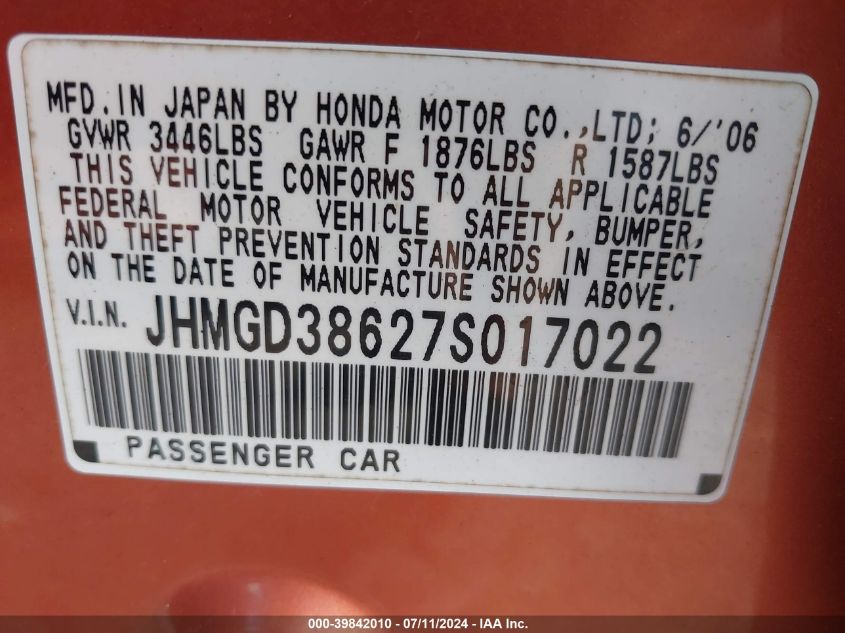 MFD. IN JAPAN BY HONDA MOTOR CO., LTD; 6/'06
GVWR 3446LBS GAWR F 1876LBS R 1587LBS
THIS VEHICLE CONFORMS TO ALL APPLICABLE
FEDERAL MOTOR VEHICLE SAFETY, BUMPER,
AND THEFT PREVENTION STANDARDS IN EFFECT
ON THE DATE OF MANUFACTURE SHOWN ABOVE.
V.I.N. JHMGD38627S017022
PASSENGER CAR
000-39842010 - 07/11/2024 - IAAI Inc.